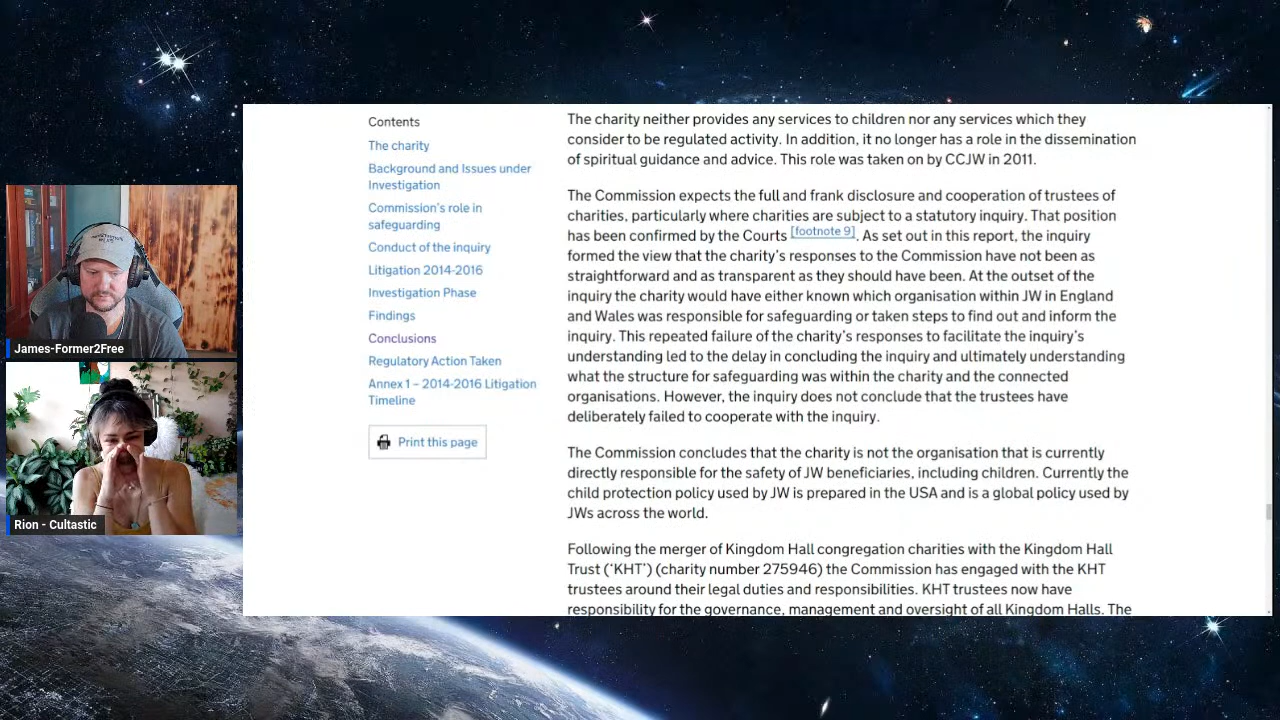 Contents
The charity
Background and Issues under
Investigation
Commission's role in
safeguarding
Conduct of the inquiry
Litigation 2014-2016
Investigation Phase
Findings
Conclusions
Regulatory Action Taken
Annex 1 – 2014-2016 Litigation
Timeline
Print this page
The charity neither provides any services to children nor any services which they
consider to be regulated activity. In addition, it no longer has a role in the dissemination
of spiritual guidance and advice. This role was taken on by CCJW in 2011.
The Commission expects the full and frank disclosure and cooperation of trustees of
charities, particularly where charities are subject to a statutory inquiry. That position
has been confirmed by the Courts [footnote 9]. As set out in this report, the inquiry
formed the view that the charity's responses to the Commission have not been as
straightforward and as transparent as they should have been. At the outset of the
inquiry the charity would have either known which organisation within JW in England
and Wales was responsible for safeguarding or taken steps to find out and inform the
inquiry. This repeated failure of the charity's responses to facilitate the inquiry's
understanding led to the delay in concluding the inquiry and ultimately understanding
what the structure for safeguarding was within the charity and the connected
organisations. However, the inquiry does not conclude that the trustees have
deliberately failed to cooperate with the inquiry.
The Commission concludes that the charity is not the organisation that is currently
directly responsible for the safety of JW beneficiaries, including children. Currently the
child protection policy used by JW is prepared in the USA and is a global policy used by
JWs across the world.
Following the merger of Kingdom Hall congregation charities with the Kingdom Hall
Trust ('KHT') (charity number 275946) the Commission has engaged with the KHT
trustees around their legal duties and responsibilities. KHT trustees now have
responsibility for the governance, management and oversight of all Kingdom Halls. The
James-Former2Free
Rion - Cultastic